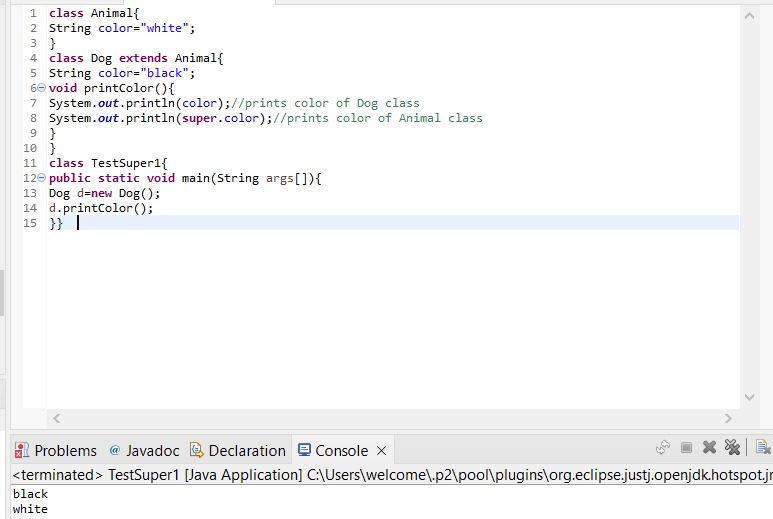 1 class Animal{
2 String color="white";
3 }
4 class Dog extends Animal{
5 String color="black";
6 void printColor(){
7 System.out.println(color);//prints color of Dog class
8 System.out.println(super.color);//prints color of Animal class
9 }
10 }
11 class TestSuper1{
12 public static void main(String args[]){
13 Dog d=new Dog();
14 d.printColor();
15 }}
Problems @ Javadoc Declaration Console
<terminated> TestSuper1 [Java Application] C:\Users\welcome\.p2\pool\plugins\org.eclipse.justj.openjdk.hotspot.jr
black
white